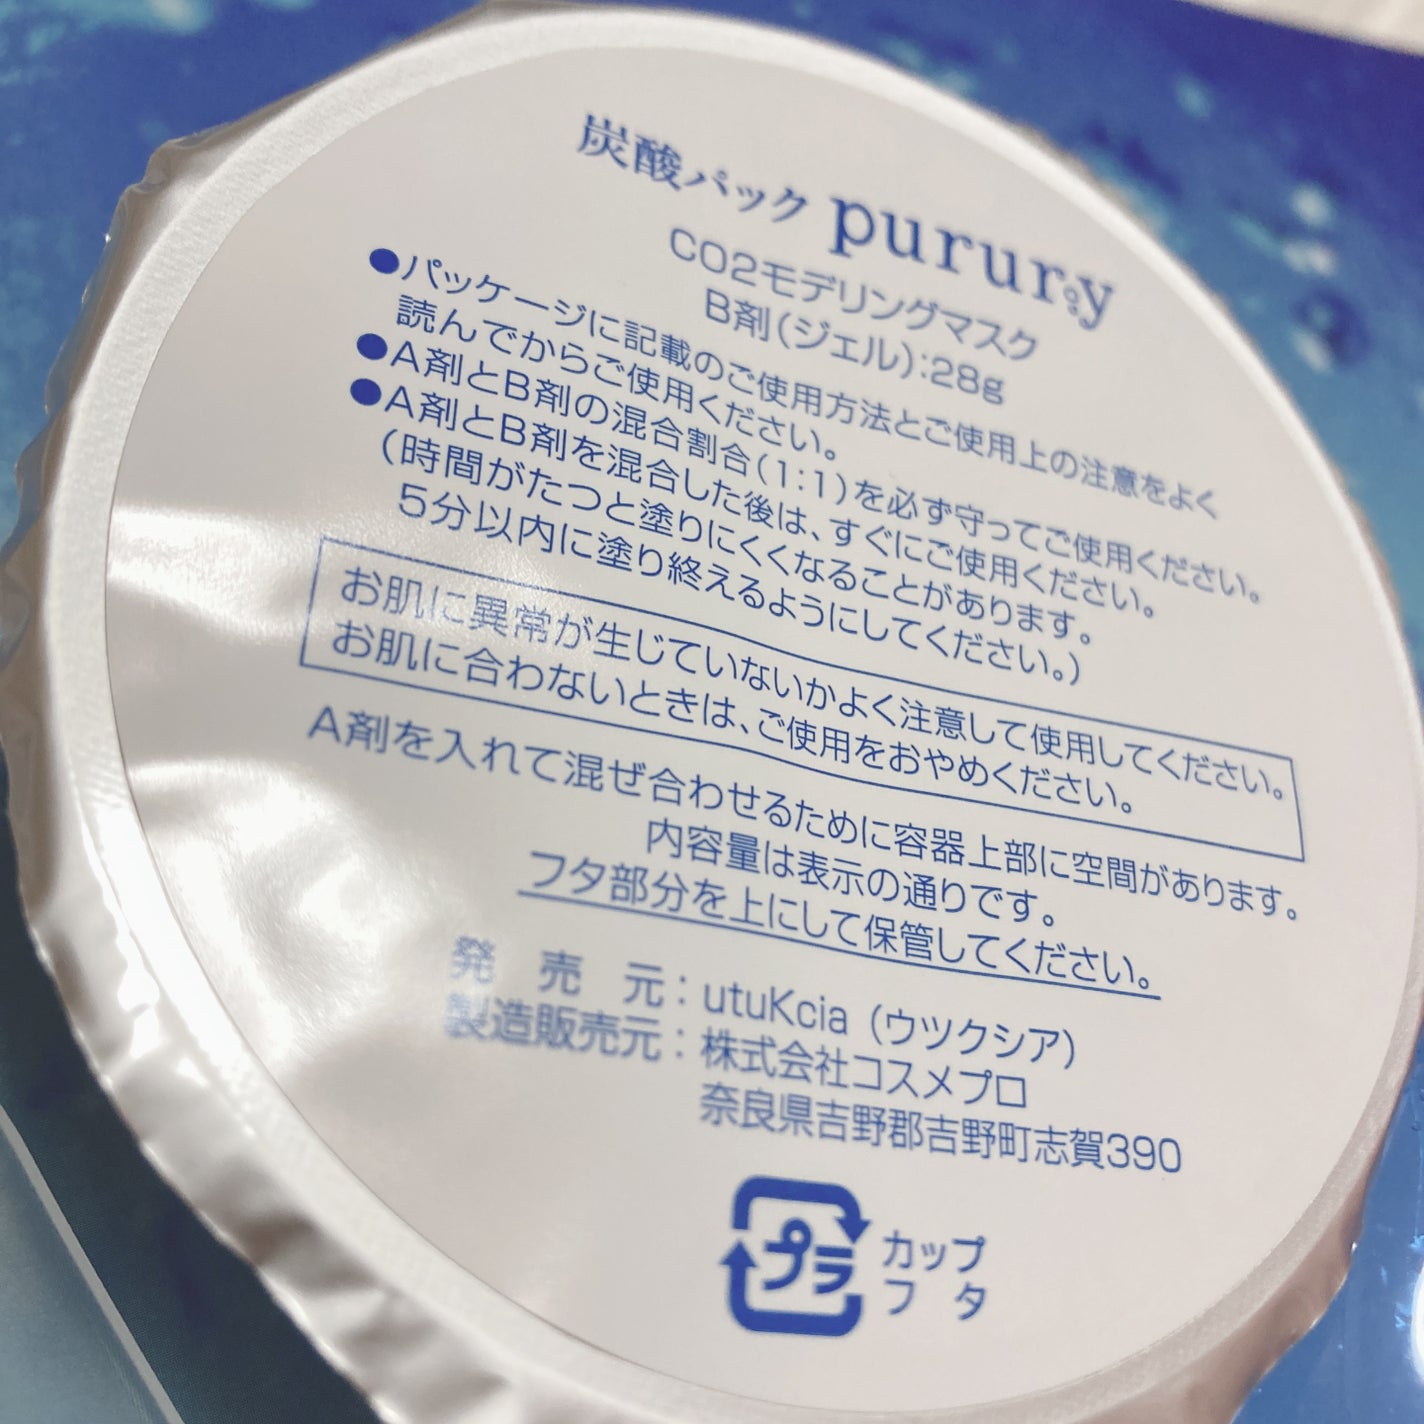 炭酸パック purury
CO2モデリングマスク
B剤(ジェル):28g
●パッケージに記載のご使用方法とご使用上の注意をよく
読んでからご使用ください。
●A剤とB剤の混合割合(1:1)を必ず守ってご使用ください。
●A剤とB剤を混合した後は、すぐにご使用ください。
(時間がたつと塗りにくくなることがあります。
5分以内に塗り終えるようにしてください。)
お肌に異常が生じていないかよく注意して使用してください。
お肌に合わないときは、ご使用をおやめください。
A剤を入れて混ぜ合わせるために容器上部に空間があります。
内容量は表示の通りです。
フタ部分を上にして保管してください。
発売元:utuKcia (ウツクシア)
製造販売元:株式会社コスメプロ
奈良県吉野郡吉野町志賀390
プラ カップ
フタ